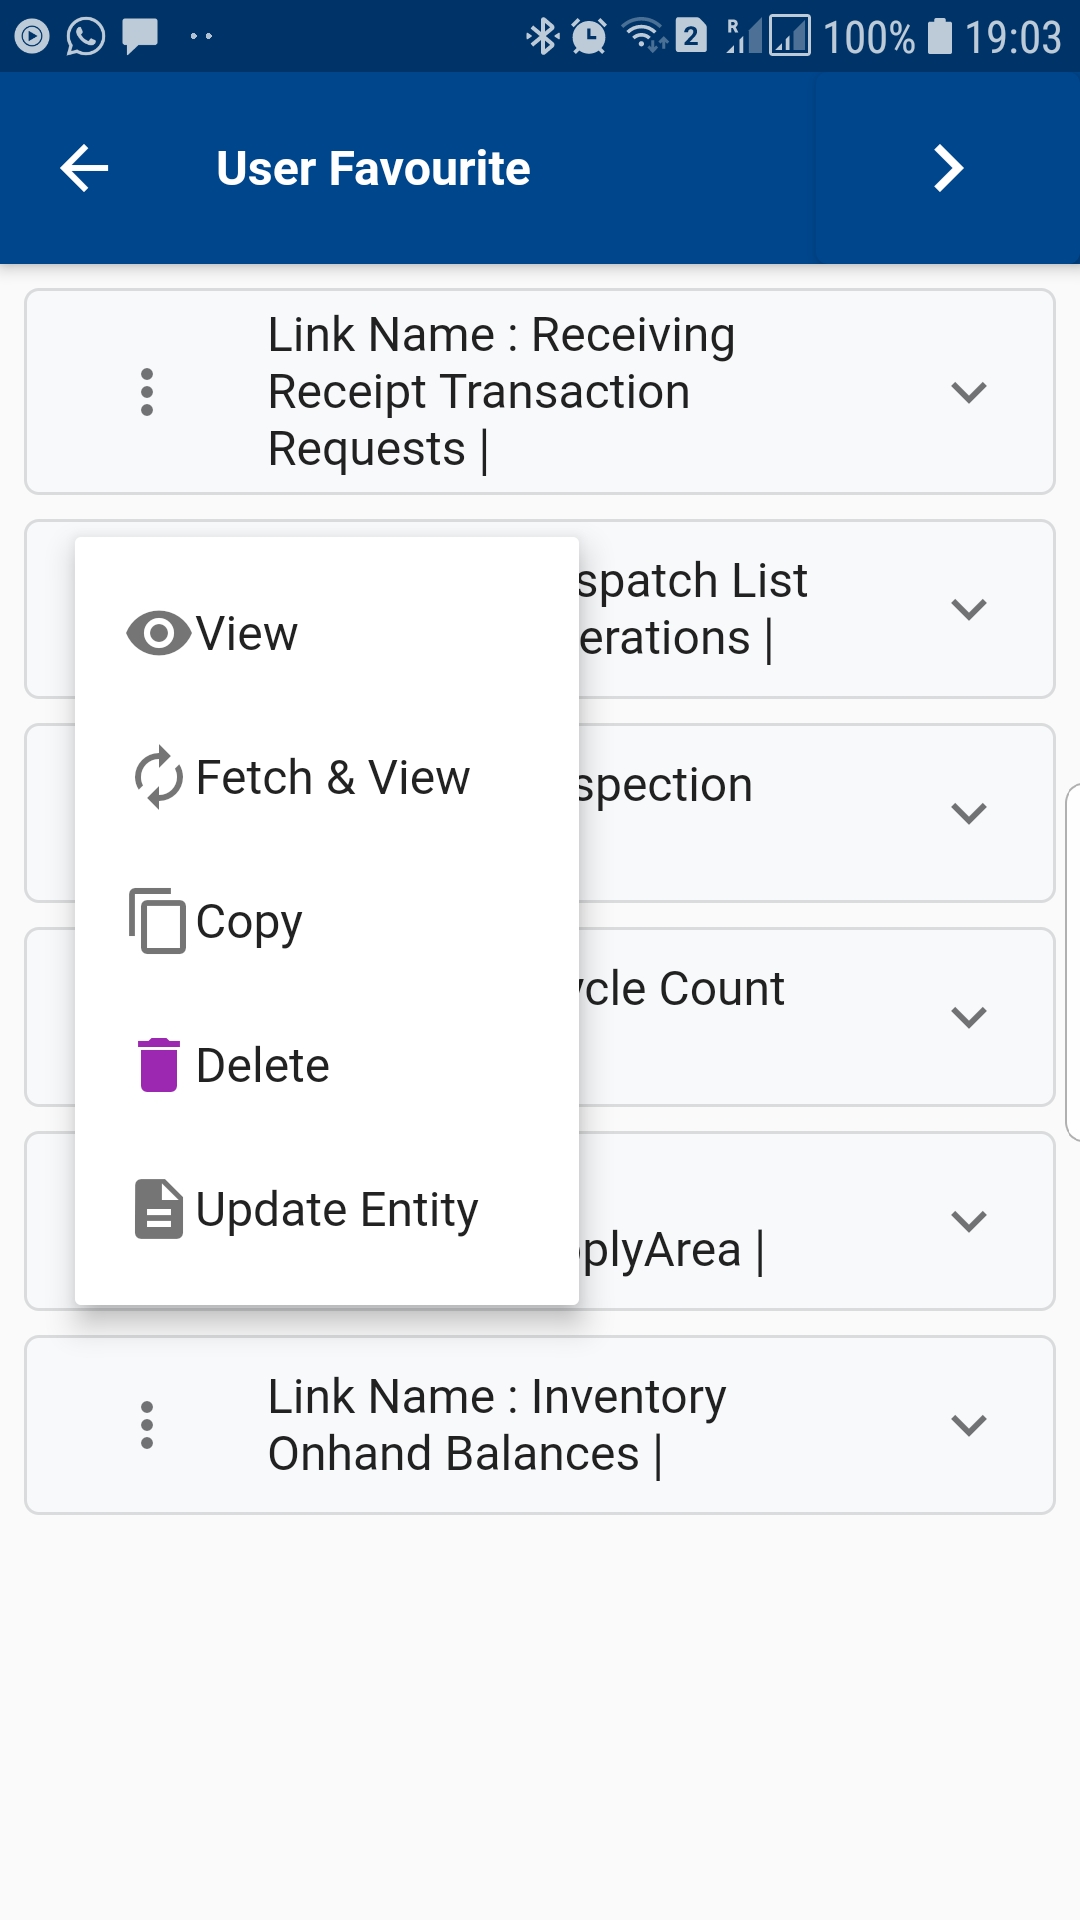 2 R 100% 19:03
User Favourite
Link Name : Receiving
Receipt Transaction
Requests |
spatch List
erations |
spection
cle Count
plyArea |
View
Fetch & View
Copy
Delete
Update Entity
Link Name : Inventory
Onhand Balances |